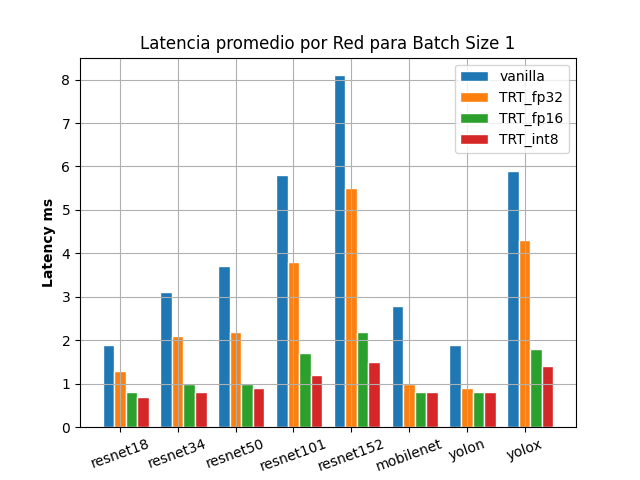 Latencia promedio por Red para Batch Size 1
vanilla
TRT_fp32
TRT_fp16
TRT_int8
Latency ms
8
7
6
5
4
3
2
1
0
resnet18
resnet34
resnet50
resnet101
resnet152
mobilenet
yolon
yolox